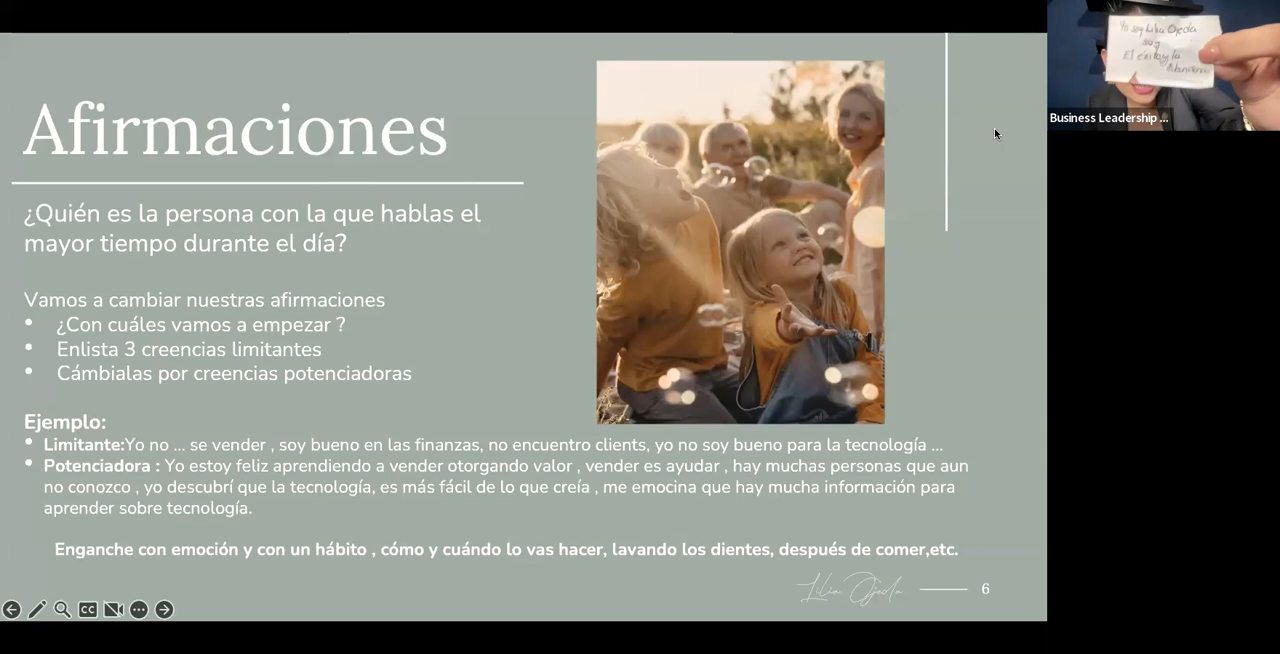 Afirmaciones
¿Quién es la persona con la que hablas el
mayor tiempo durante el día?
Vamos a cambiar nuestras afirmaciones
• ¿Con cuáles vamos a empezar ?
• Enlista 3 creencias limitantes
• Cámbialas por creencias potenciadoras
Ejemplo:
• Limitante:Yo no ... se vender , soy bueno en las finanzas, no encuentro clients, yo no soy bueno para la tecnología ...
• Potenciadora : Yo estoy feliz aprendiendo a vender otorgando valor , vender es ayudar , hay muchas personas que aun
no conozco , yo descubrí que la tecnología, es más fácil de lo que creía , me emocina que hay mucha información para
aprender sobre tecnología.
Enganche con emoción y con un hábito , cómo y cuándo lo vas hacer, lavando los dientes, después de comer,etc.
Lilia Ojeda
6
CC
Yo soy Lilia Ojeda
soy
El éxito y la
Business Leadership ...